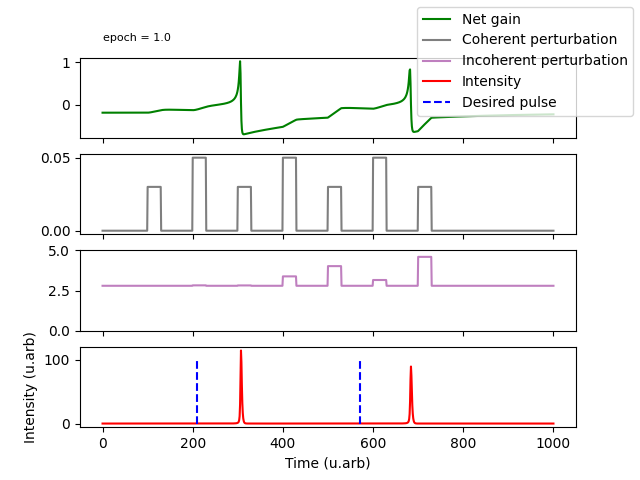 epoch = 1.0
Net gain
Coherent perturbation
Incoherent perturbation
Intensity
Desired pulse
1
0
0.05
0.00
5.0
2.5
0.0
100
0
Intensity (u.arb)
0 200 400 600 800 1000
Time (u.arb)